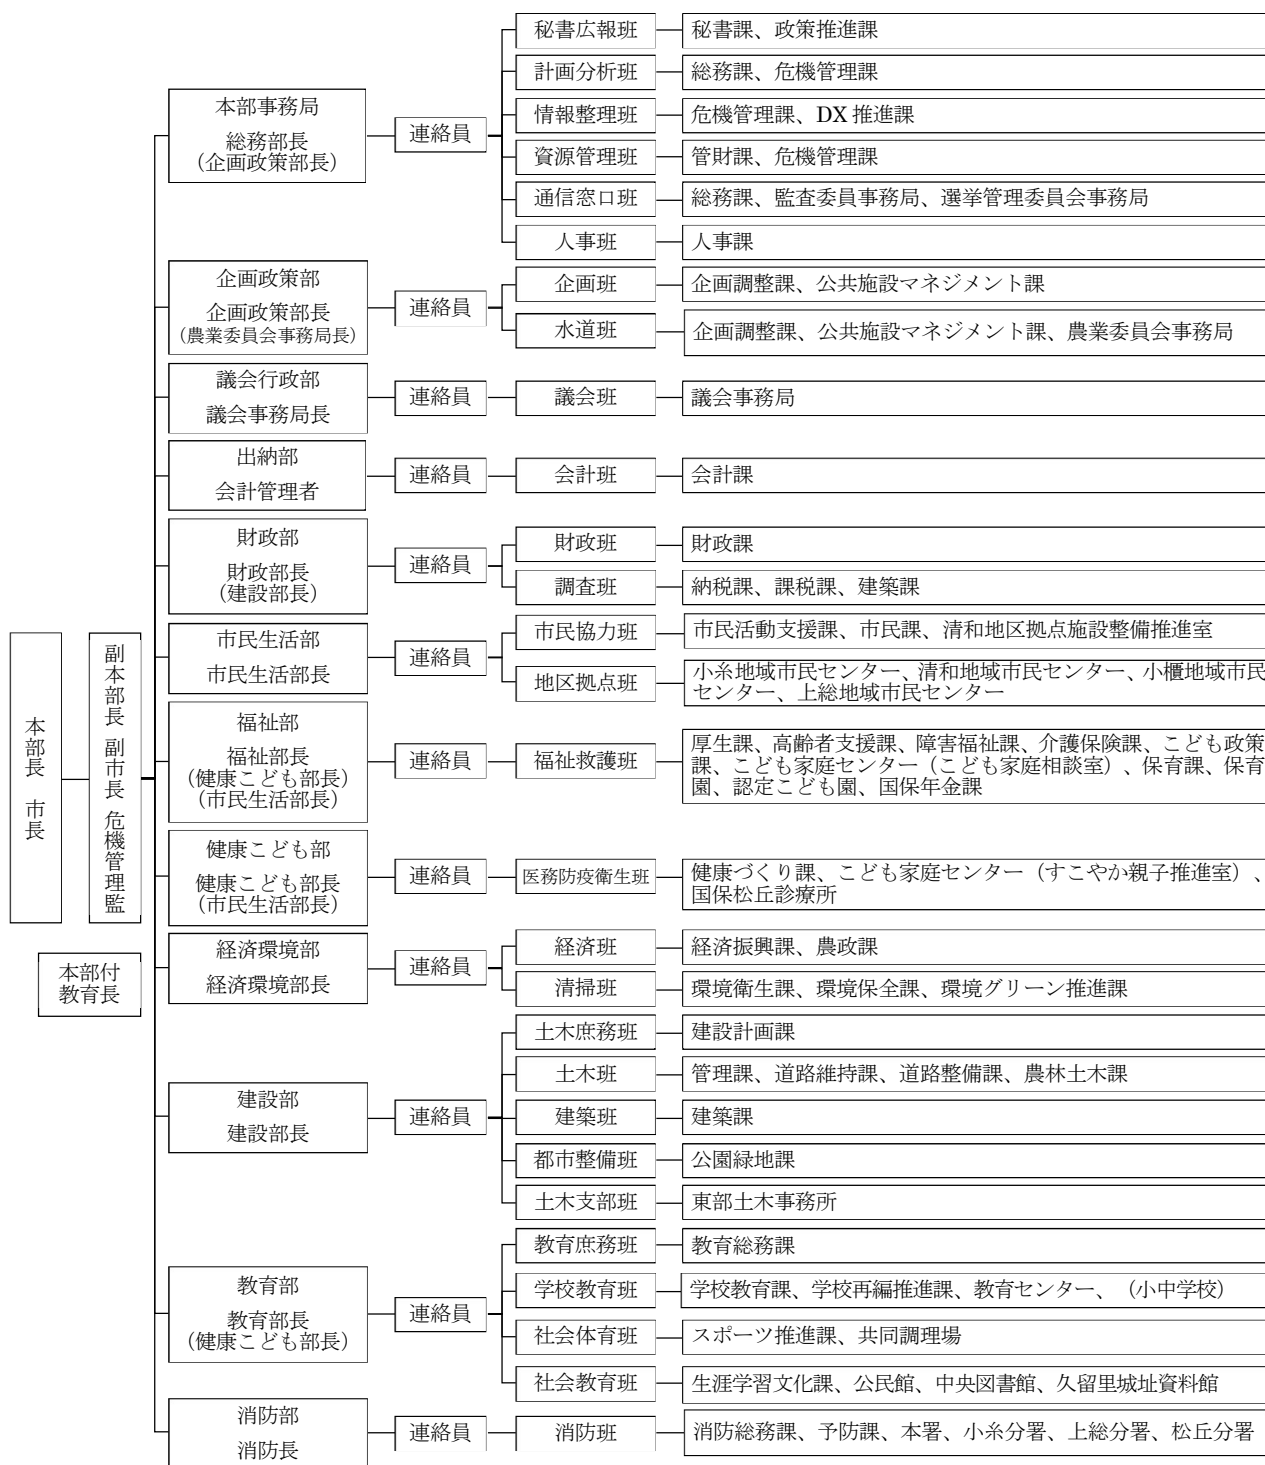 本部長 市長
副本部長 副市長 危機管理監
本部付
教育長
本部事務局
総務部長
(企画政策部長)
連絡員
秘書広報班
秘書課、政策推進課
計画分析班
総務課、危機管理課
情報整理班
危機管理課、DX 推進課
資源管理班
管財課、危機管理課
通信窓口班
総務課、監査委員事務局、選挙管理委員会事務局
人事班
人事課
企画政策部
企画政策部長
(農業委員会事務局長)
連絡員
企画班
企画調整課、公共施設マネジメント課
水道班
企画調整課、公共施設マネジメント課、農業委員会事務局
議会行政部
議会事務局長
連絡員
議会班
議会事務局
出納部
会計管理者
連絡員
会計班
会計課
財政部
財政部長
(建設部長)
連絡員
財政班
財政課
調査班
納税課、課税課、建築課
市民生活部
市民生活部長
連絡員
市民協力班
市民活動支援課、市民課、清和地区拠点施設整備推進室
地区拠点班
小糸地域市民センター、清和地域市民センター、小櫃地域市民
センター、上総地域市民センター
福祉部
福祉部長
(健康こども部長)
(市民生活部長)
連絡員
福祉救護班
厚生課、高齢者支援課、障害福祉課、介護保険課、こども政策
課、こども家庭センター（こども家庭相談室）、保育課、保育
園、認定こども園、国保年金課
健康こども部
健康こども部長
(市民生活部長)
連絡員
医務防疫衛生班
健康づくり課、こども家庭センター（すこやか親子推進室）、
国保松丘診療所
経済環境部
経済環境部長
連絡員
経済班
経済振興課、農政課
清掃班
環境衛生課、環境保全課、環境グリーン推進課
建設部
建設部長
連絡員
土木庶務班
建設計画課
土木班
管理課、道路維持課、道路整備課、農林土木課
建築班
建築課
都市整備班
公園緑地課
土木支部班
東部土木事務所
教育部
教育部長
(健康こども部長)
連絡員
教育庶務班
教育総務課
学校教育班
学校教育課、学校再編推進課、教育センター、（小中学校）
社会体育班
スポーツ推進課、共同調理場
社会教育班
生涯学習文化課、公民館、中央図書館、久留里城址資料館
消防部
消防長
連絡員
消防班
消防総務課、予防課、本署、小糸分署、上総分署、松丘分署